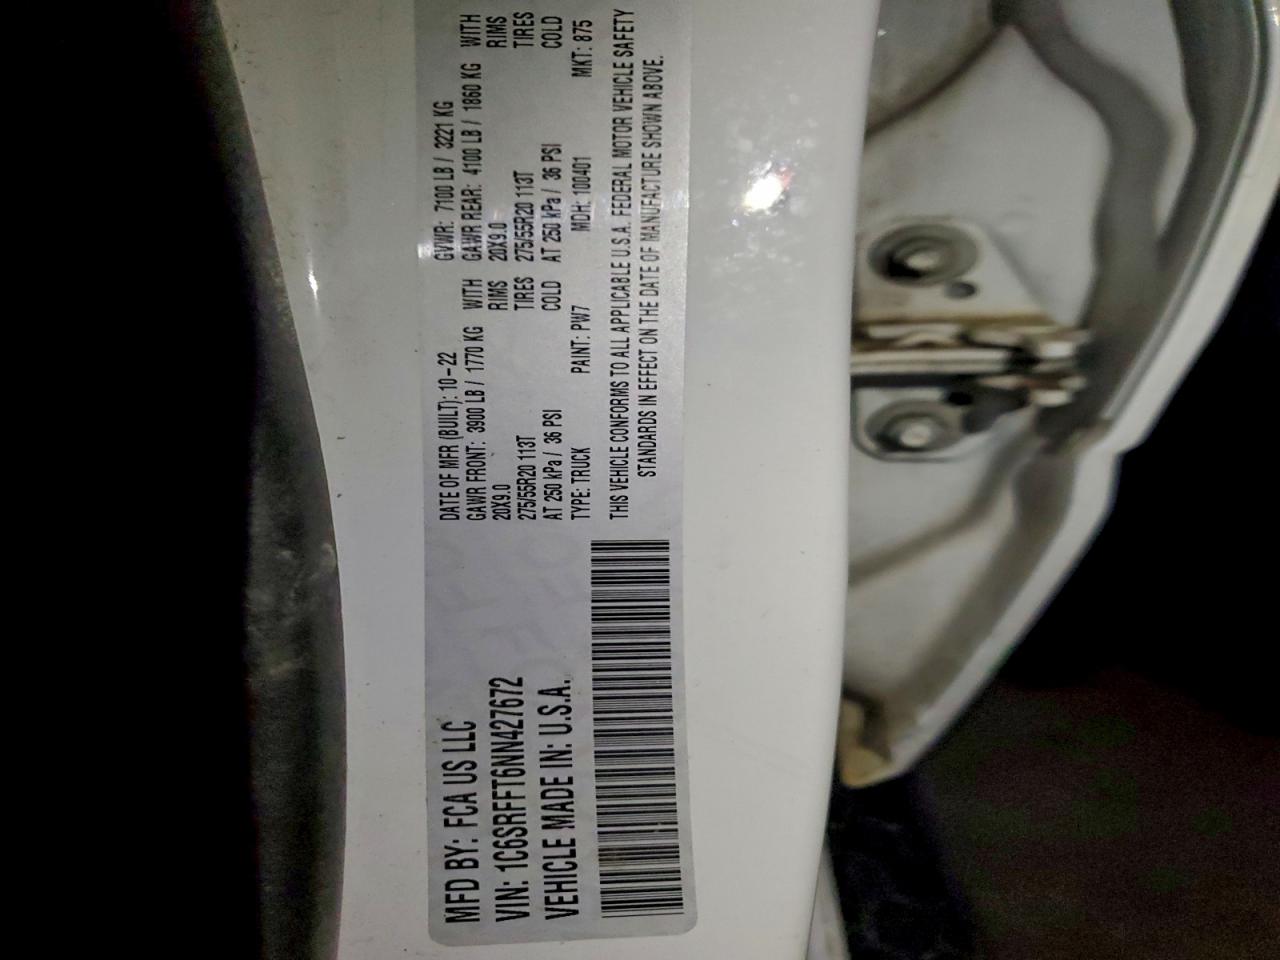 MFD BY: FCA US LLC
VIN: 1C6SRFFT6NN427672
VEHICLE MADE IN: U.S.A.
DATE OF MFR (BUILT): 10-22 GVWR: 7100 LB / 3221 KG
GAWR FRONT: 3900 LB / 1770 KG WITH GAWR REAR: 4100 LB / 1860 KG WITH
20X9.0 RIMS 20X9.0 RIMS
275/55R20 113T TIRES 275/55R20 113T TIRES
AT 250 kPa / 36 PSI COLD AT 250 kPa / 36 PSI COLD
TYPE: TRUCK PAINT: PW7 MDH: 100401 MKT: 875
THIS VEHICLE CONFORMS TO ALL APPLICABLE U.S.A. FEDERAL MOTOR VEHICLE SAFETY
STANDARDS IN EFFECT ON THE DATE OF MANUFACTURE SHOWN ABOVE.